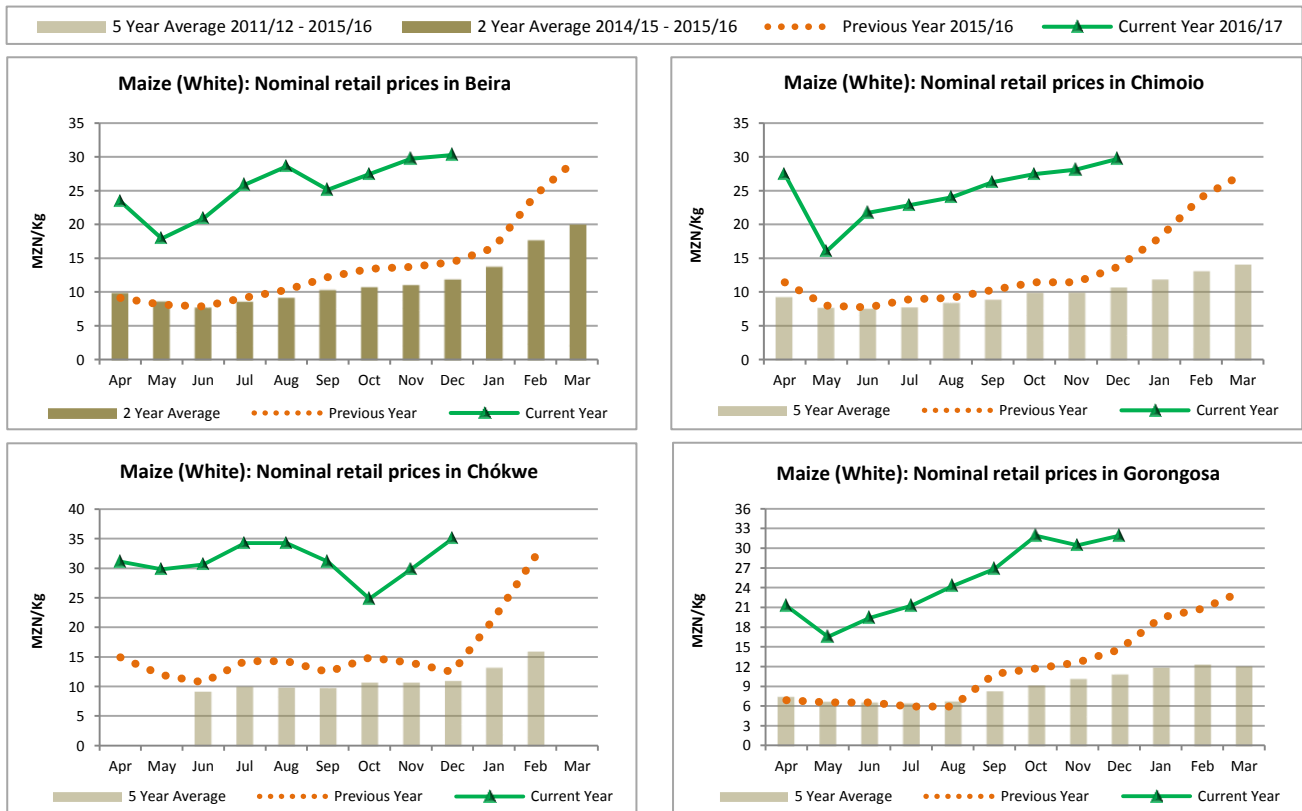 5 Year Average 2011/12 - 2015/16 2 Year Average 2014/15 - 2015/16 Previous Year 2015/16 Current Year 2016/17
Maize (White): Nominal retail prices in Beira
MZN/Kg
35
30
25
20
15
10
5
0
Apr May Jun Jul Aug Sep Oct Nov Dec Jan Feb Mar
2 Year Average Previous Year Current Year
Maize (White): Nominal retail prices in Chimoio
MZN/Kg
35
30
25
20
15
10
5
0
Apr May Jun Jul Aug Sep Oct Nov Dec Jan Feb Mar
5 Year Average Previous Year Current Year
Maize (White): Nominal retail prices in Chókwe
MZN/Kg
40
35
30
25
20
15
10
5
0
Apr May Jun Jul Aug Sep Oct Nov Dec Jan Feb Mar
5 Year Average Previous Year Current Year
Maize (White): Nominal retail prices in Gorongosa
MZN/Kg
36
33
30
27
24
21
18
15
12
9
6
3
0
Apr May Jun Jul Aug Sep Oct Nov Dec Jan Feb Mar
5 Year Average Previous Year Current Year